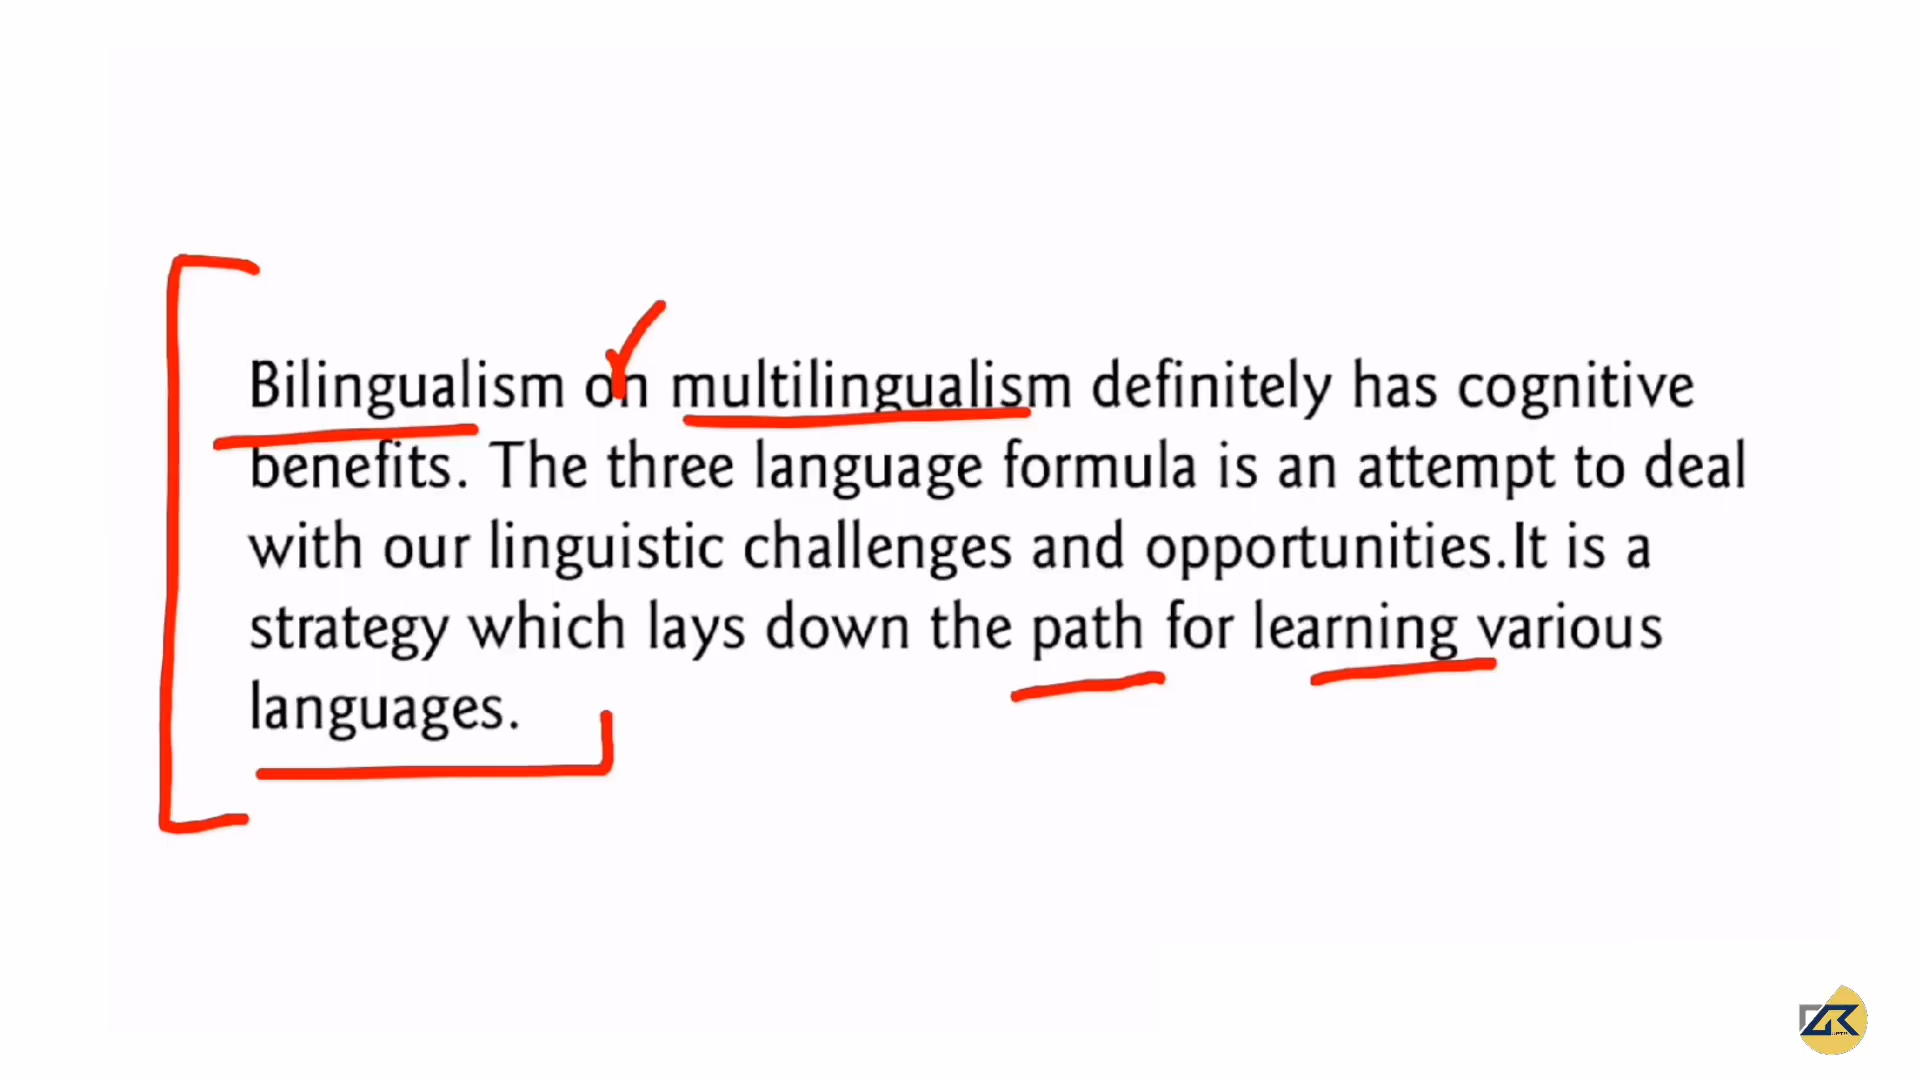 Bilingualism on multilingualism definitely has cognitive
benefits. The three language formula is an attempt to deal
with our linguistic challenges and opportunities.It is a
strategy which lays down the path for learning various
languages.